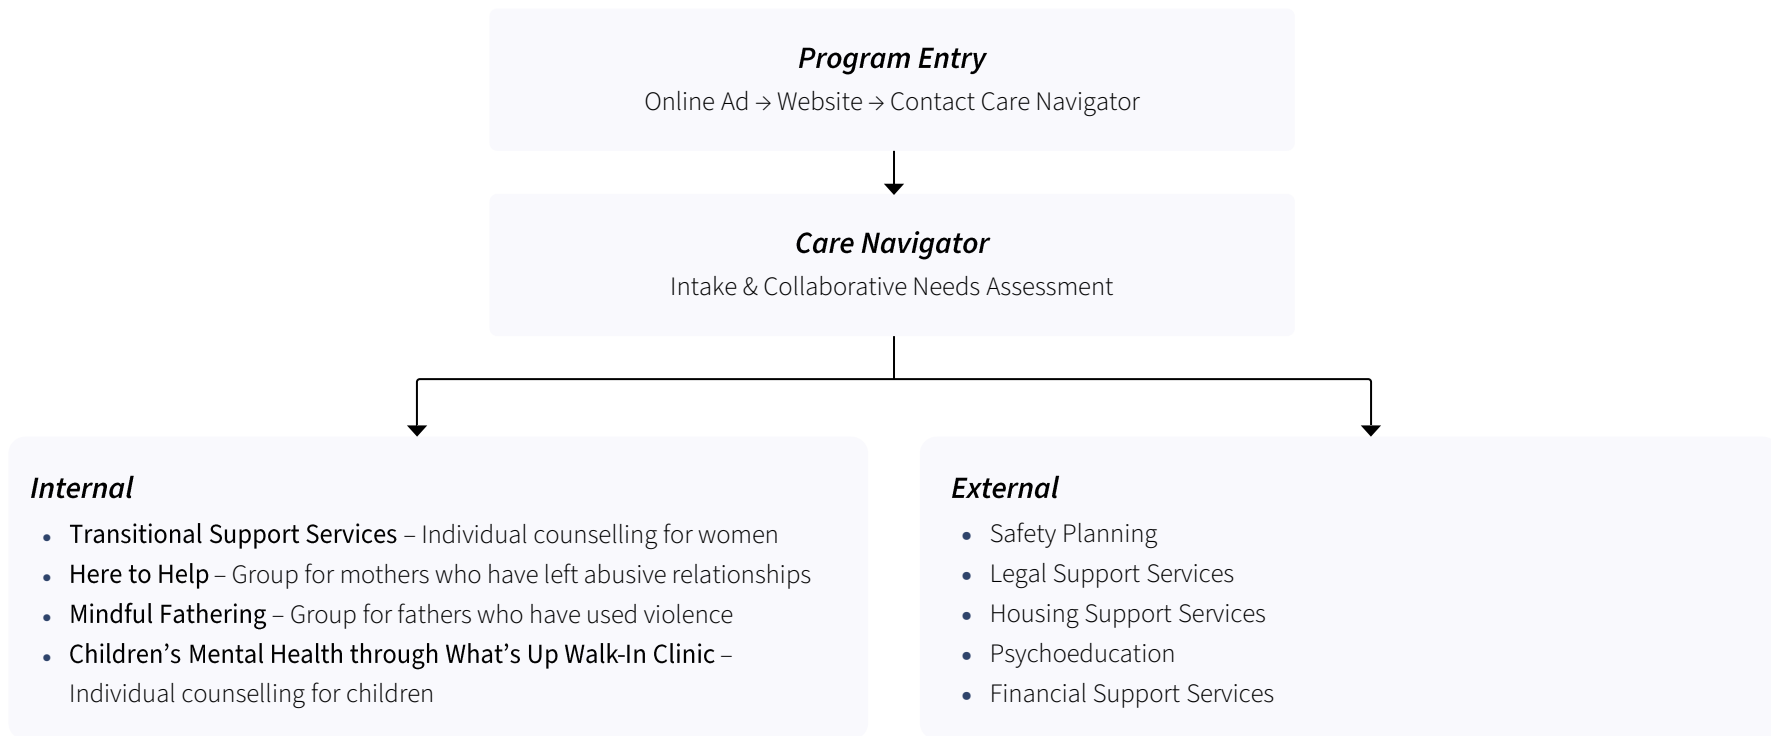 Program Entry
Online Ad → Website → Contact Care Navigator
Care Navigator
Intake & Collaborative Needs Assessment
Internal
• Transitional Support Services – Individual counselling for women
• Here to Help – Group for mothers who have left abusive relationships
• Mindful Fathering – Group for fathers who have used violence
• Children’s Mental Health through What’s Up Walk-In Clinic –
Individual counselling for children
External
• Safety Planning
• Legal Support Services
• Housing Support Services
• Psychoeducation
• Financial Support Services